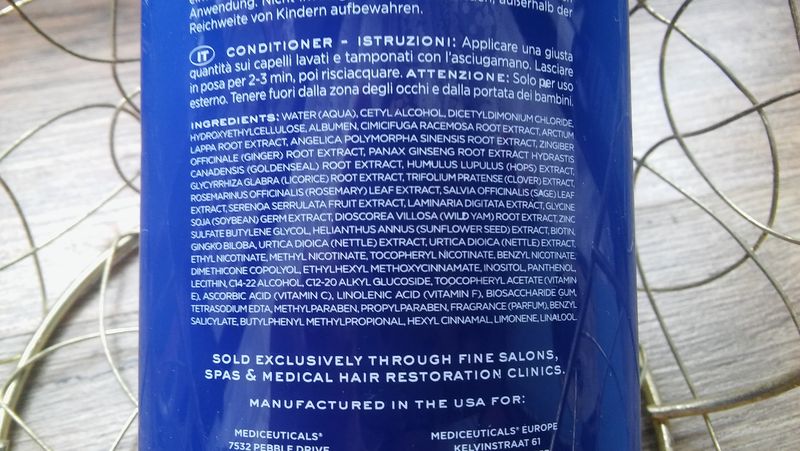 Anwendung. Nicht außerhalb der
Reichweite von Kindern aufbewahren.
IT CONDITIONER – ISTRUZIONI: Applicare una giusta
quantità sui capelli lavati e tamponati con l'asciugamano. Lasciare
in posa per 2-3 min, poi risciacquare. ATTENZIONE: Solo per uso
esterno. Tenere fuori dalla zona degli occhi e dalla portata dei bambini.
INGREDIENTS: WATER (AQUA), CETYL ALCOHOL, DICETYLDIMONIUM CHLORIDE,
HYDROXYETHYLCELLULOSE, ALBUMEN, CIMICIFUGA RACEMOSA ROOT EXTRACT, ARCTIUM
LAPPA ROOT EXTRACT, ANGELICA POLYMORPHA SINENSIS ROOT EXTRACT, ZINGIBER
OFFICINALE (GINGER) ROOT EXTRACT, PANAX GINSENG ROOT EXTRACT HYDRASTIS
CANADENSIS (GOLDENSEAL) ROOT EXTRACT, HUMULUS LUPULUS (HOPS) EXTRACT,
GLYCYRRHIZA GLABRA (LICORICE) ROOT EXTRACT, TRIFOLIUM PRATENSE (CLOVER) EXTRACT,
ROSEMARINUS OFFICINALIS (ROSEMARY) LEAF EXTRACT, SALVIA OFFICINALIS (SAGE) LEAF
EXTRACT, SERENOA SERRULATA FRUIT EXTRACT, LAMINARIA DIGITATA EXTRACT, GLYCINE
SOJA (SOYBEAN) GERM EXTRACT, DIOSCOREA VILLOSA (WILD YAM) ROOT EXTRACT, ZINC
SULFATE BUTYLENE GLYCOL, HELIANTHUS ANNUS (SUNFLOWER SEED) EXTRACT, BIOTIN,
GINGKO BILOBA, URTICA DIOICA (NETTLE) EXTRACT, URTICA DIOICA (NETTLE) EXTRACT,
ETHYL NICOTINATE, METHYL NICOTINATE, TOCOPHERYL NICOTINATE, BENZYL NICOTINATE,
DIMETHICONE COPOLYOL, ETHYLHEXYL METHOXYCINNAMATE, INOSITOL, PANTHENOL,
LECITHIN, C14-22 ALCOHOL, C12-20 ALKYL GLUCOSIDE, TOOCPHERYL ACETATE (VITAMIN
E), ASCORBIC ACID (VITAMIN C), LINOLENIC ACID (VITAMIN F), BIOSACCHARIDE GUM,
TETRASODIUM EDTA, METHYLPARABEN, PROPYLPARABEN, FRAGRANCE (PARFUM), BENZYL
SALICYLATE, BUTYLPHENYL METHYLPROPIONAL, HEXYL CINNAMAL, LIMONENE, LINALOOL.
SOLD EXCLUSIVELY THROUGH FINE SALONS,
SPAS & MEDICAL HAIR RESTORATION CLINICS.
MANUFACTURED IN THE USA FOR:
MEDICEUTICALS® MEDICEUTICALS® EUROPE
7532 PEBBLE DRIVE KELVINSTRAAT 61